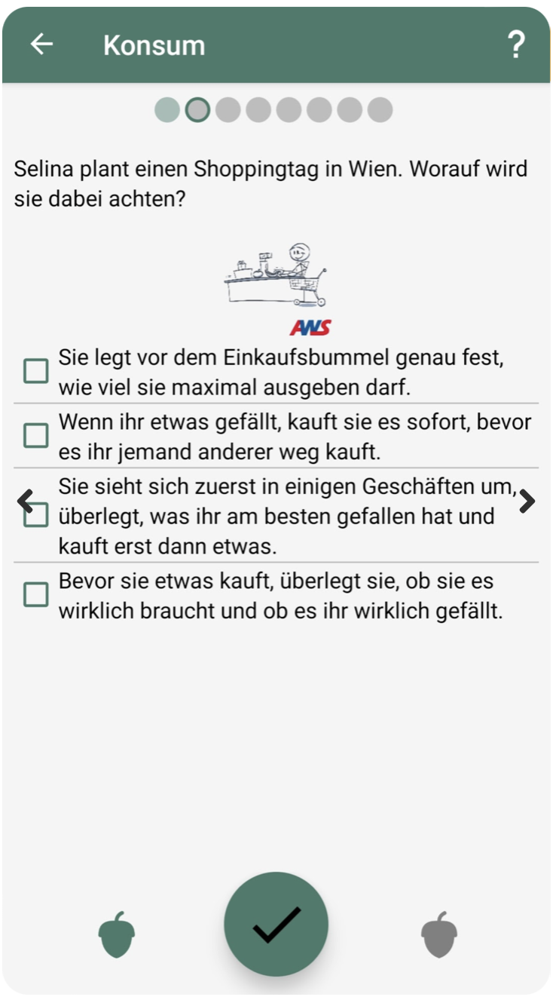 Konsum
?
Selina plant einen Shoppingtag in Wien. Worauf wird
sie dabei achten?
AWS
Sie legt vor dem Einkaufsbummel genau fest,
wie viel sie maximal ausgeben darf.
Wenn ihr etwas gefällt, kauft sie es sofort, bevor
es ihr jemand anderer weg kauft.
Sie sieht sich zuerst in einigen Geschäften um,
überlegt, was ihr am besten gefallen hat und
kauft erst dann etwas.
Bevor sie etwas kauft, überlegt sie, ob sie es
wirklich braucht und ob es ihr wirklich gefällt.